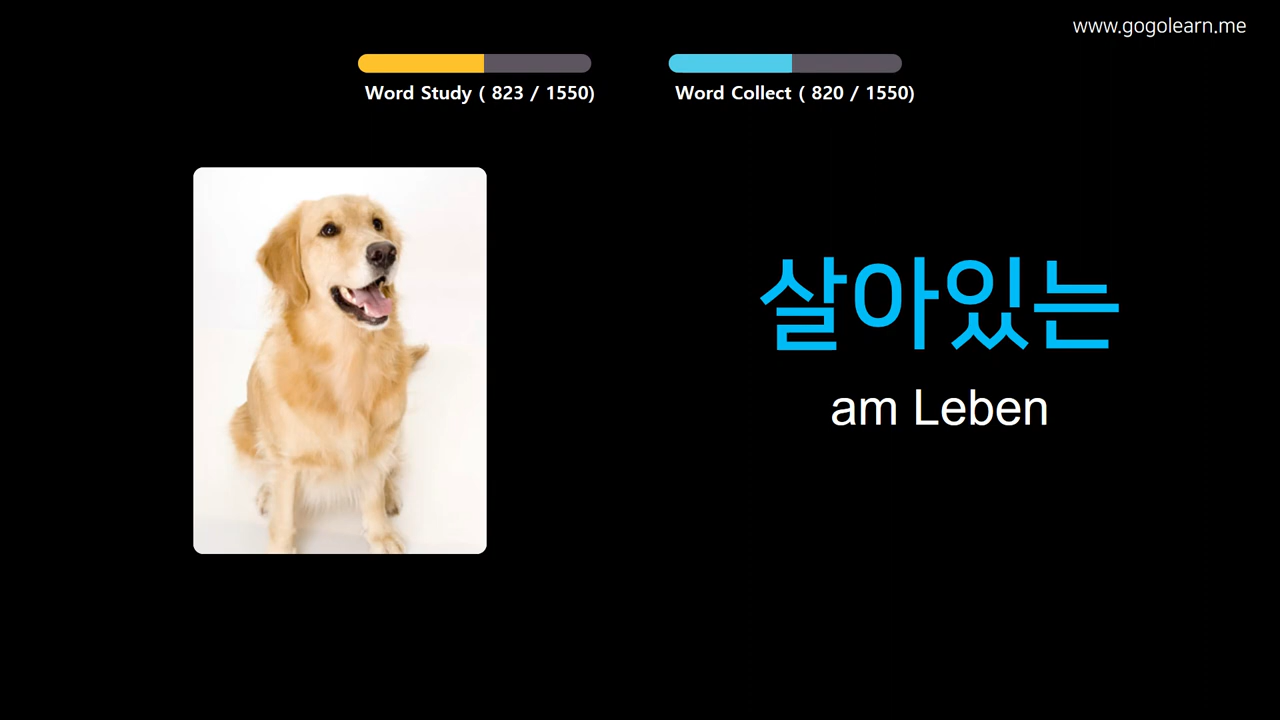 www.gogolearn.me
Word Study ( 823 / 1550)
Word Collect ( 820 / 1550)
살아있는
am Leben